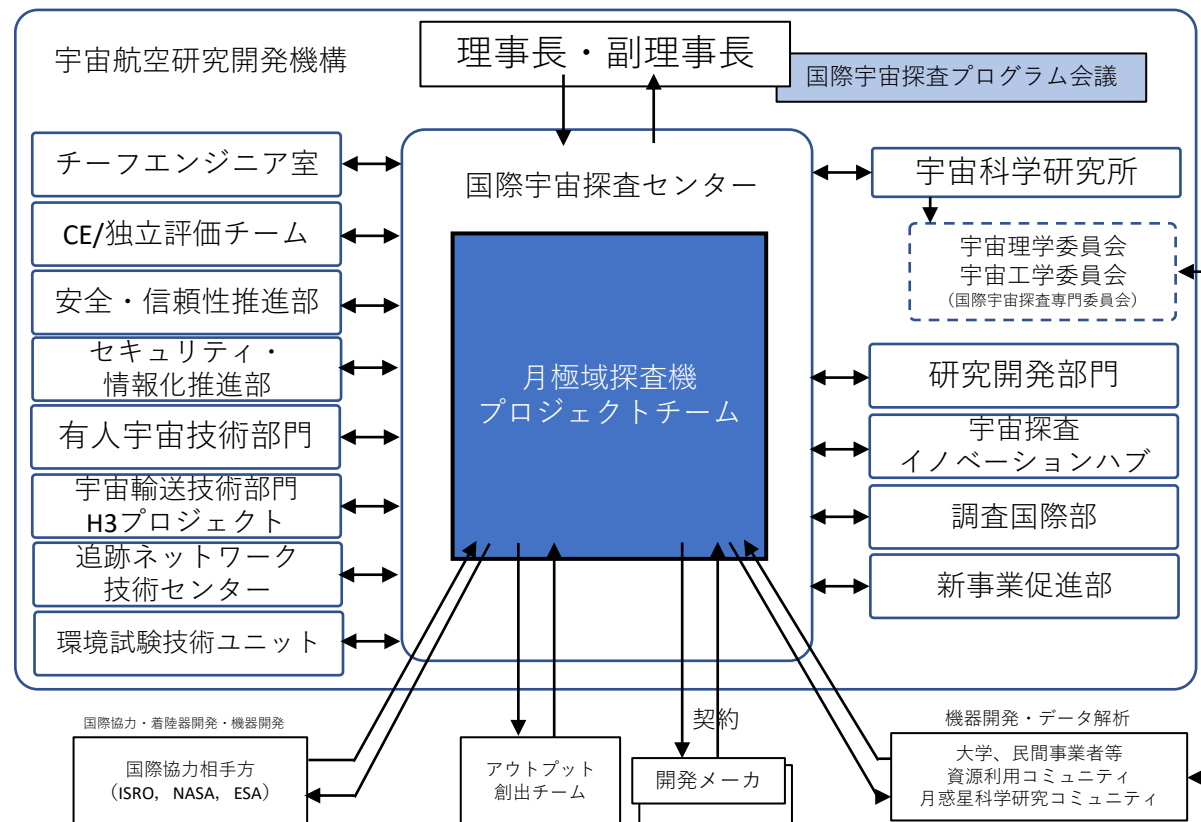 宇宙航空研究開発機構
理事長・副理事長
国際宇宙探査プログラム会議
チーフエンジニア室
CE/独立評価チーム
安全・信頼性推進部
セキュリティ・
情報化推進部
有人宇宙技術部門
宇宙輸送技術部門
H3プロジェクト
追跡ネットワーク
技術センター
環境試験技術ユニット
国際宇宙探査センター
月極域探査機
プロジェクトチーム
宇宙科学研究所
宇宙理学委員会
宇宙工学委員会
（国際宇宙探査専門委員会）
研究開発部門
宇宙探査
イノベーションハブ
調査国際部
新事業促進部
国際協力・着陸器開発・機器開発
国際協力相手方
（ISRO，NASA，ESA）
アウトプット
創出チーム
契約
開発メーカ
機器開発・データ解析
大学、民間事業者等
資源利用コミュニティ
月惑星科学研究コミュニティ